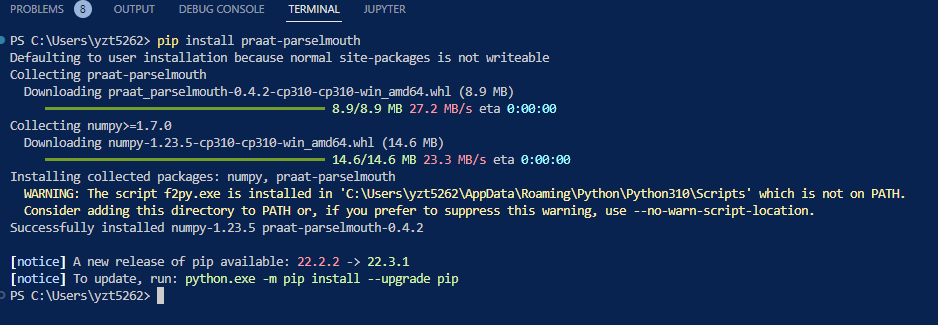 PROBLEMS 8 OUTPUT DEBUG CONSOLE TERMINAL JUPYTER
PS C:\Users\yzt5262> pip install praat-parselmouth
Defaulting to user installation because normal site-packages is not writeable
Collecting praat-parselmouth
  Downloading praat_parselmouth-0.4.2-cp310-cp310-win_amd64.whl (8.9 MB)
8.9/8.9 MB 27.2 MB/s eta 0:00:00
Collecting numpy>=1.7.0
  Downloading numpy-1.23.5-cp310-cp310-win_amd64.whl (14.6 MB)
14.6/14.6 MB 23.3 MB/s eta 0:00:00
Installing collected packages: numpy, praat-parselmouth
  WARNING: The script f2py.exe is installed in 'C:\Users\yzt5262\AppData\Roaming\Python\Python310\Scripts' which is not on PATH.
  Consider adding this directory to PATH or, if you prefer to suppress this warning, use --no-warn-script-location.
Successfully installed numpy-1.23.5 praat-parselmouth-0.4.2
[notice] A new release of pip available: 22.2.2 -> 22.3.1
[notice] To update, run: python.exe -m pip install --upgrade pip
PS C:\Users\yzt5262>